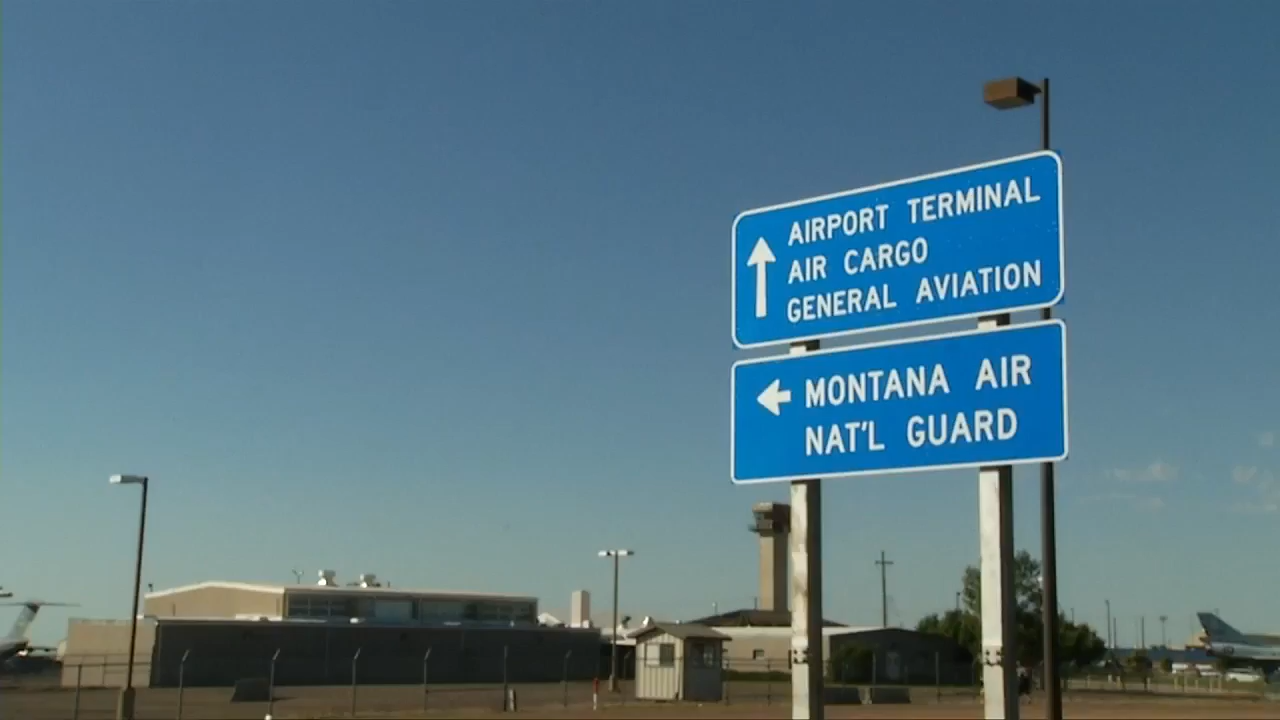 AIRPORT TERMINAL
AIR CARGO
GENERAL AVIATION
MONTANA AIR
NAT'L GUARD